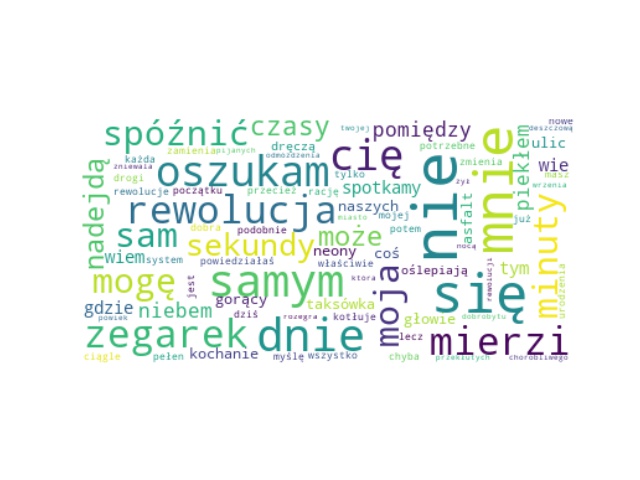 nowe
spóźnić czasy twojej pomiędzy deszczową
zamienia pijanych dręczą potrzebne ulic
każda odmożdżenia cię nie mnie piekłem
zniewala oszukam tylko zmienia wie
nadejdą drogi spotkamy żył masz
rewolucje początku przecież rację wrzenia
rewolucja naszych mojej asfalt już minuty
sam dobra podobnie miasto potem
sekundy może nocą
wiem system powiedziałaś neony coś
właściwie oślepiają tym
mogę jest samym moja ktora się rewolucji urodzenia
gdzie niebem gorący taksówka
powiek dziś rozegra kotłuje głowie dobrobytu
zegarek dnie lecz mierzi
ciągle pełen kochanie myślę wszystko chyba przekłutych chorobliwego